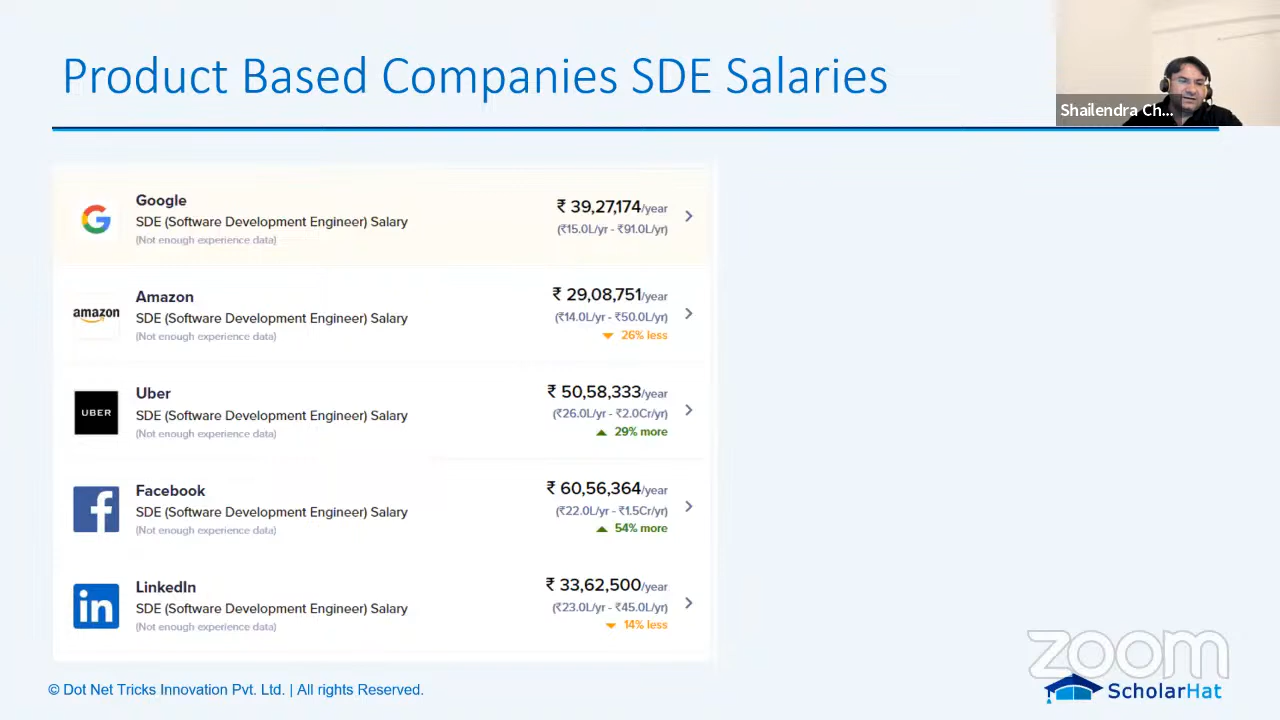 Product Based Companies SDE Salaries
Shailendra Ch...
Google
SDE (Software Development Engineer) Salary
(Not enough experience data)
₹ 39,27,174/year
(₹15.0L/yr - ₹91.0L/yr)
amazon
Amazon
SDE (Software Development Engineer) Salary
(Not enough experience data)
₹ 29,08,751/year
(₹14.0L/yr - ₹50.0L/yr)
26% less
UBER
Uber
SDE (Software Development Engineer) Salary
(Not enough experience data)
₹ 50,58,333/year
(₹26.0L/yr - ₹2.0Cr/yr)
29% more
Facebook
SDE (Software Development Engineer) Salary
(Not enough experience data)
₹ 60,56,364/year
(₹22.0L/yr - ₹1.5Cr/yr)
54% more
in
LinkedIn
SDE (Software Development Engineer) Salary
(Not enough experience data)
₹ 33,62,500/year
(₹23.0L/yr - ₹45.0L/yr)
14% less
© Dot Net Tricks Innovation Pvt. Ltd. | All rights Reserved.
zoom
ScholarHat